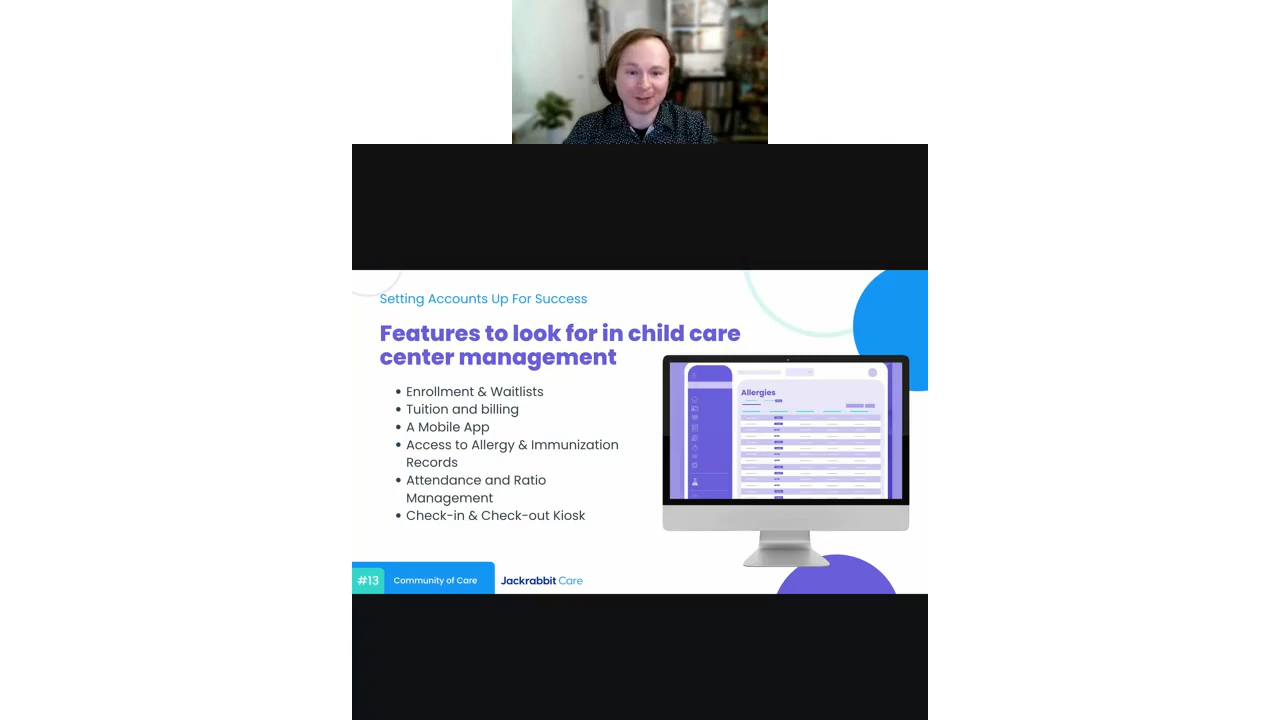 Setting Accounts Up For Success
Features to look for in child care
center management
• Enrollment & Waitlists
• Tuition and billing
• A Mobile App
• Access to Allergy & Immunization
Records
• Attendance and Ratio
Management
• Check-in & Check-out Kiosk
Allergies
#13
Community of Care
Jackrabbit Care